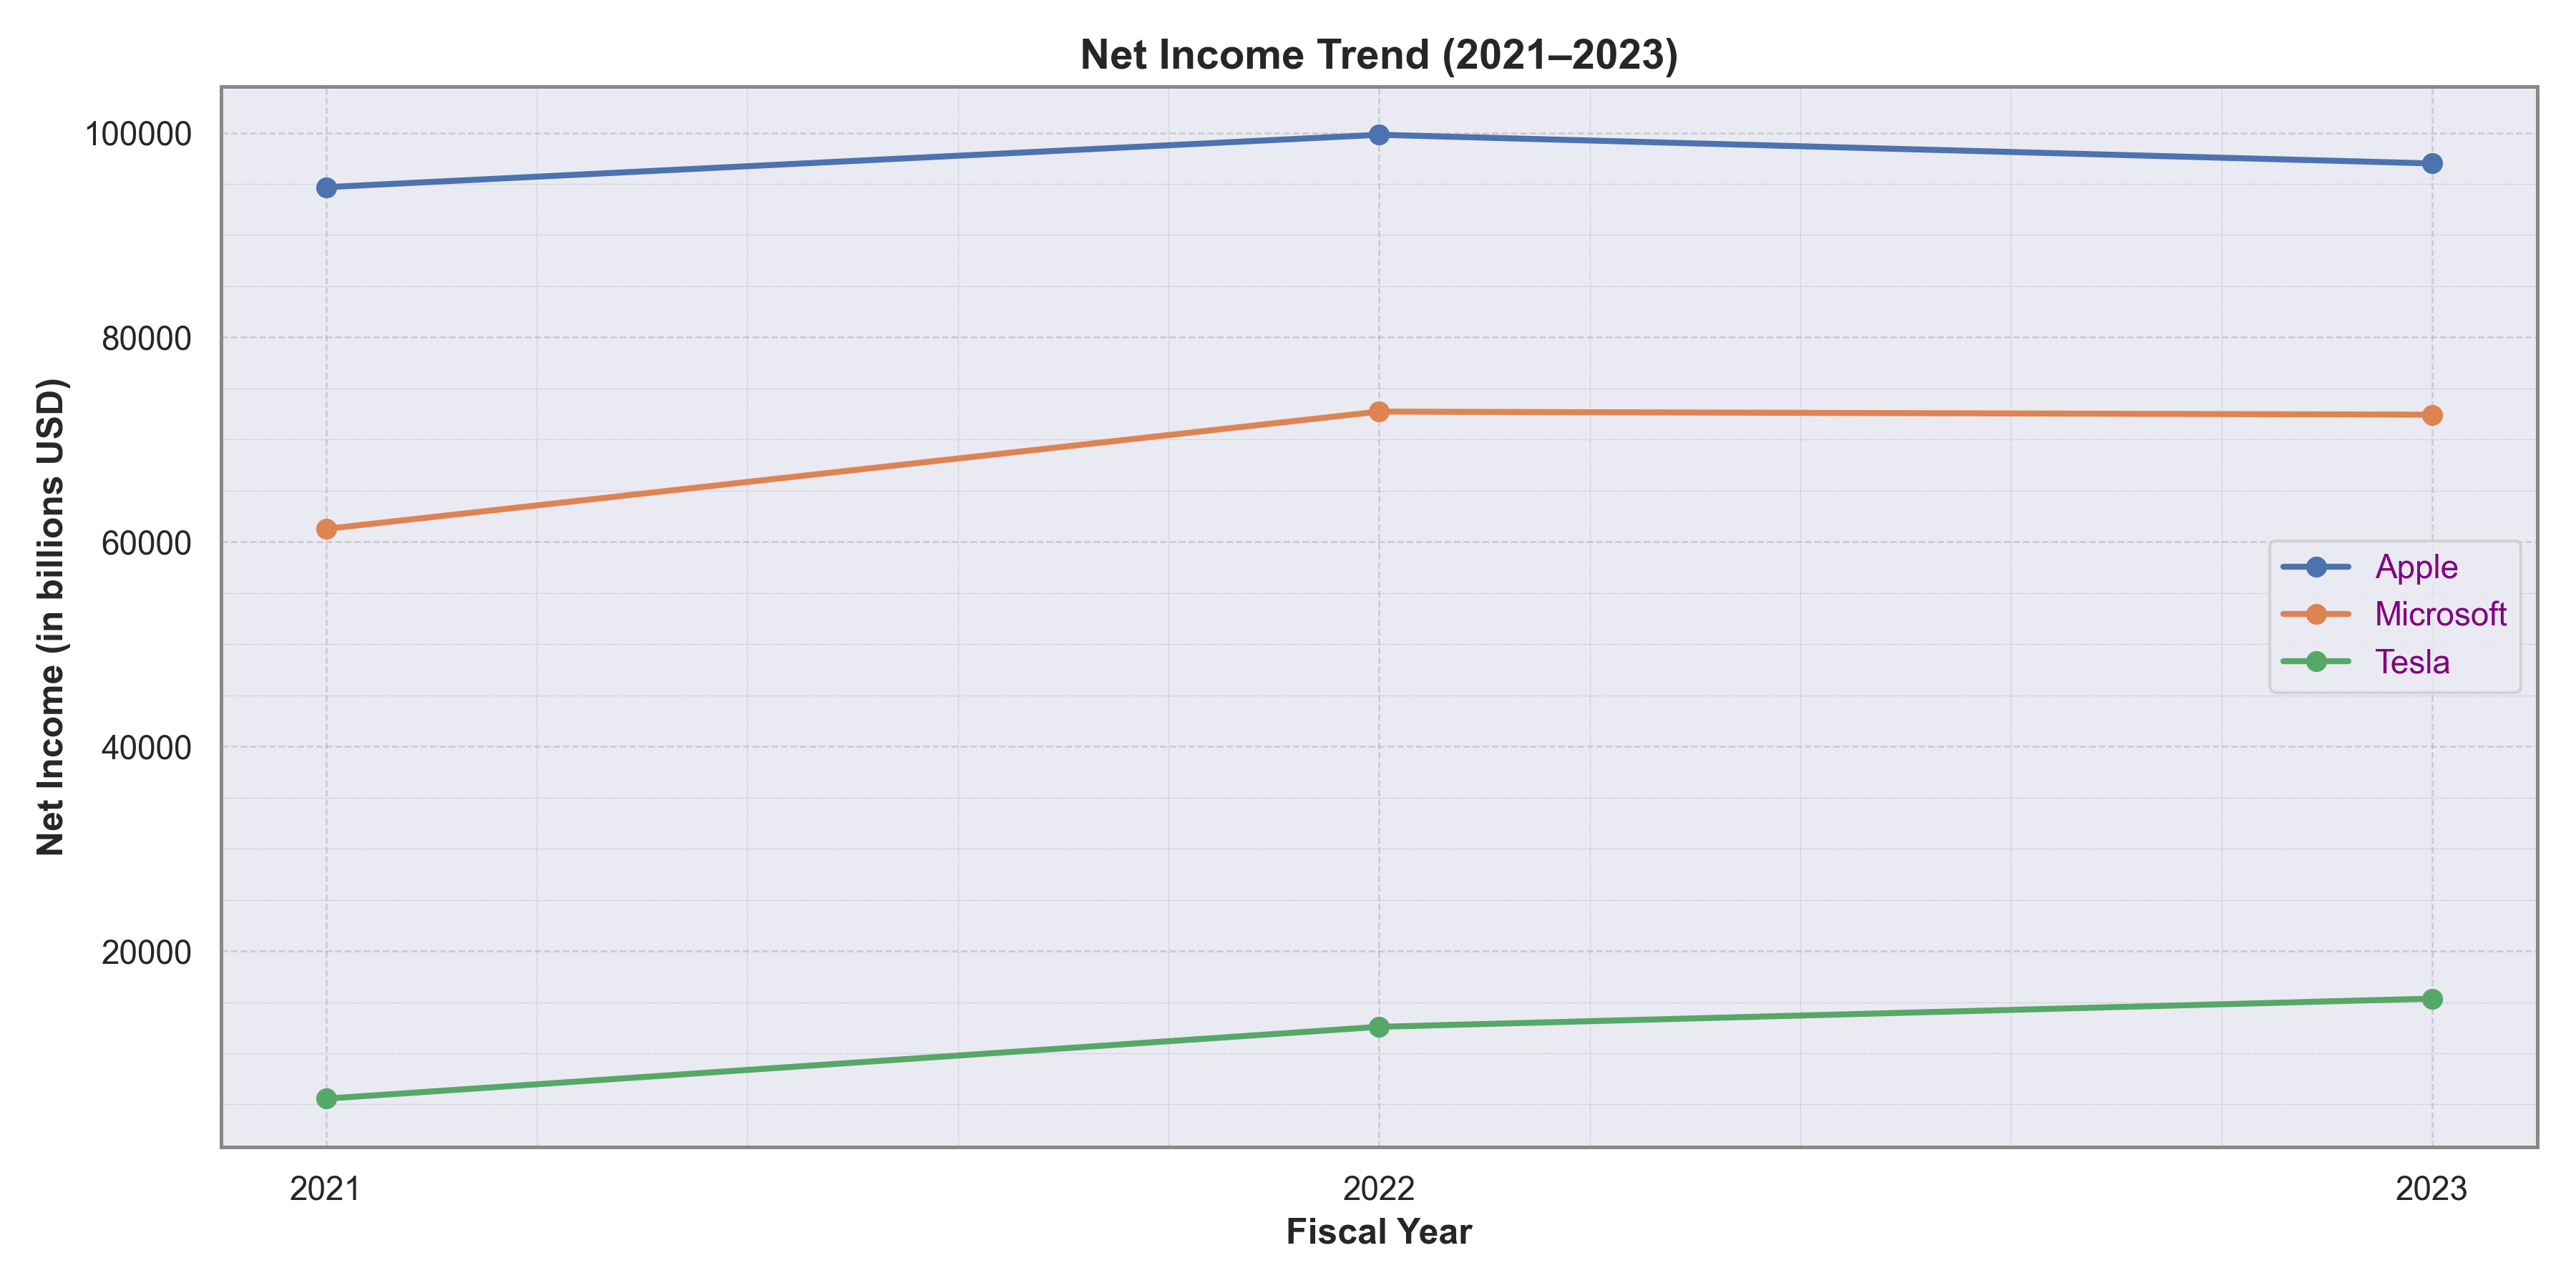 Net Income Trend (2021–2023)
100000
80000
60000
40000
20000
Net Income (in billions USD)
Apple
Microsoft
Tesla
2021
2022
2023
Fiscal Year